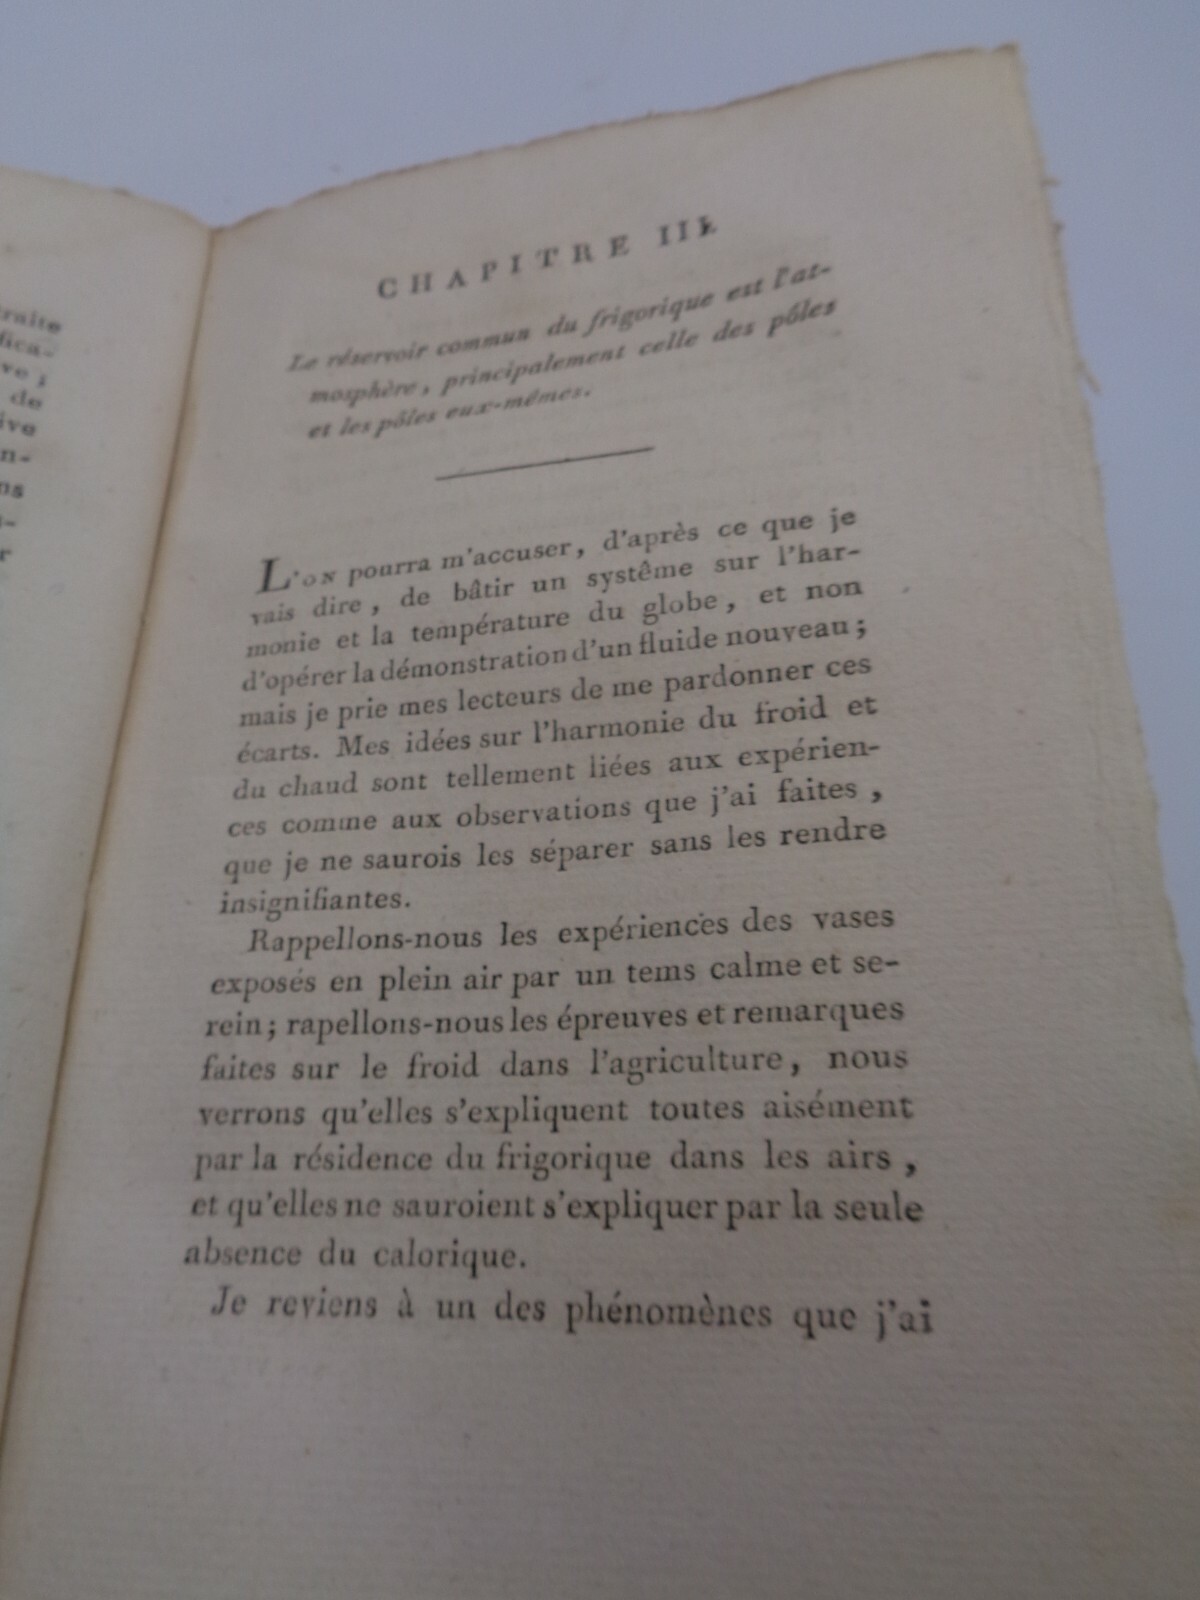 raite
fica-
ve ;
de
ive
n-
ns
r
CHAPITRE III.
Le réservoir commun du frigorique est l'at-
mosphère, principalement celle des pôles
et les pôles eux-mêmes.
L'ON pourra m'accuser, d'après ce que je
vais dire, de bâtir un systême sur l'har-
monie et la température du globe, et non
d'opérer la démonstration d'un fluide nouveau;
mais je prie mes lecteurs de me pardonner ces
écarts. Mes idées sur l'harmonie du froid et
du chaud sont tellement liées aux expérien-
ces comme aux observations que j'ai faites,
que je ne saurois les séparer sans les rendre
insignifiantes.
Rappellons-nous les expériences des vases
exposés en plein air par un tems calme et se-
rein; rapellons-nous les épreuves et remarques
faites sur le froid dans l'agriculture, nous
verrons qu'elles s'expliquent toutes aisément
par la résidence du frigorique dans les airs,
et qu'elles ne sauroient s'expliquer par la seule
absence du calorique.
Je reviens à un des phénomènes que j'ai